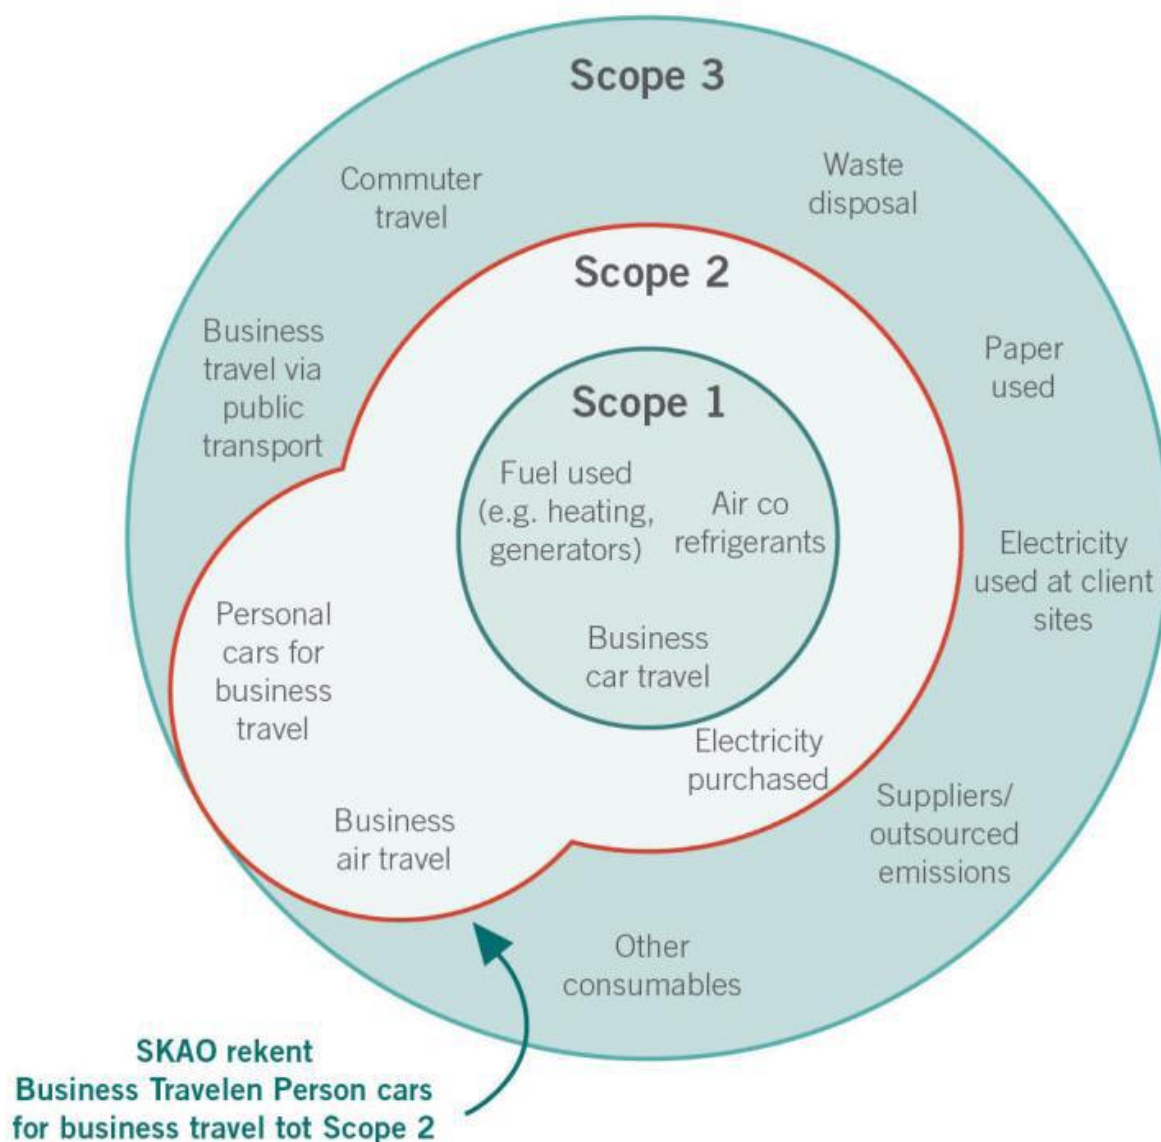 Scope 3
Commuter
travel
Waste
disposal
Scope 2
Business
travel via
public
transport
Paper
used
Scope 1
Fuel used
(e.g. heating,
generators)
Air co
refrigerants
Electricity
used at client
sites
Personal
cars for
business
travel
Business
car travel
Electricity
purchased
Business
air travel
Suppliers/
outsourced
emissions
Other
consumables
SKAO rekent
Business Travelen Person cars
for business travel tot Scope 2